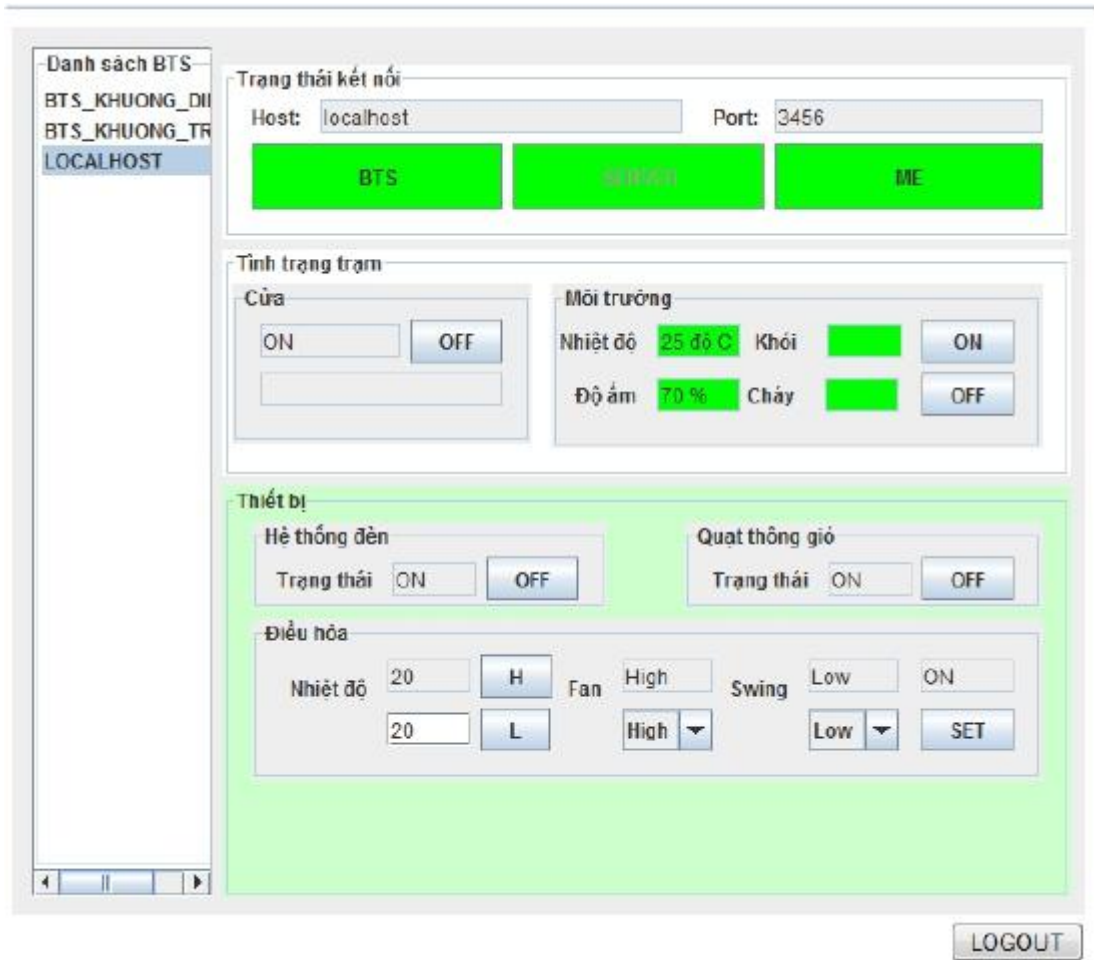 Danh sách BTS
BTS_KHUONG_DII
BTS_KHUONG_TR
LOCALHOST
Trạng thái kết nối
Host: localhost Port: 3456
BTS SERVER ME
Tình trạng trạm
Cửa
ON OFF
Môi trường
Nhiệt độ 25 độ C Khói ON
Độ ẩm 70 % Cháy OFF
Thiết bị
Hệ thống đèn
Trạng thái ON OFF
Quạt thông gió
Trạng thái ON OFF
Điều hòa
Nhiệt độ 20 H Fan High Swing Low ON
20 L High Low SET
LOGOUT